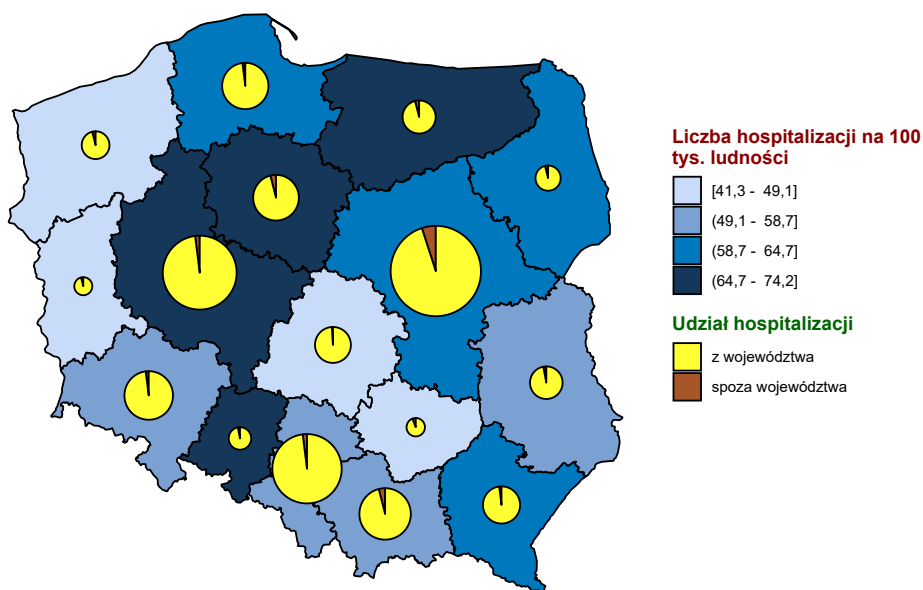 Liczba hospitalizacji na 100
tys. ludności
[41,3 - 49,1]
(49,1 - 58,7]
(58,7 - 64,7]
(64,7 - 74,2]
Udział hospitalizacji
z województwa
spoza województwa